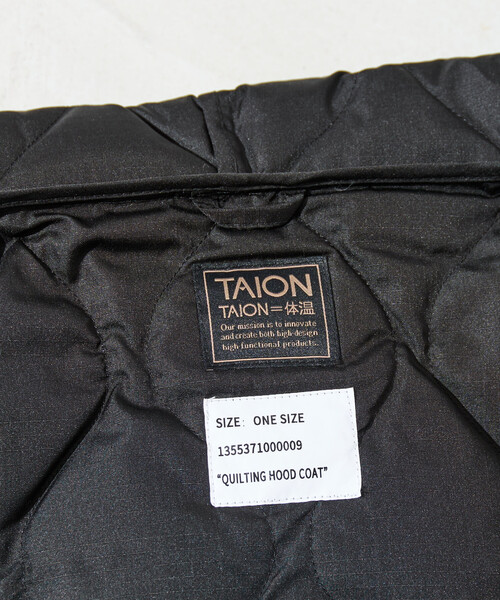 TAION
TAION=体温
Our mission is to innovate
and create both high-design
high-functional products.
SIZE: ONE SIZE
1355371000009
"QUILTING HOOD COAT"